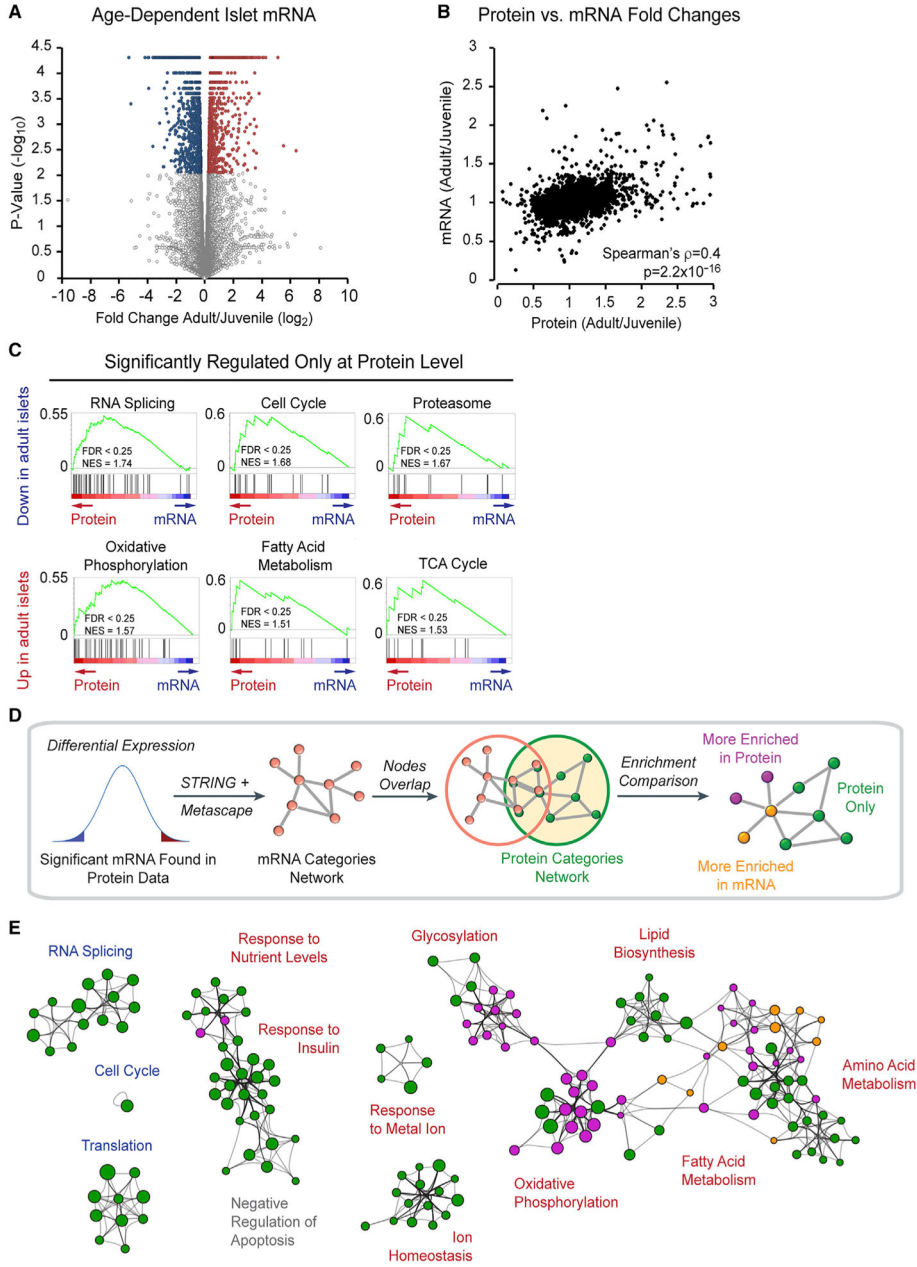 A
Age-Dependent Islet mRNA
P-Value (-log10)
4.5
4.0
3.5
3.0
2.5
2
1.5
1
0.5
0
-10 -8 -6 -4 -2 0 2 4 6 8 10
Fold Change Adult/Juvenile (log2)
B
Protein vs. mRNA Fold Changes
mRNA (Adult/Juvenile)
3
2.5
2
1.5
1
0.5
0
Spearman's ρ=0.4
p=2.2x10−16
0 0.5 1 1.5 2 2.5 3
Protein (Adult/Juvenile)
C
Significantly Regulated Only at Protein Level
Down in adult islets
RNA Splicing
0.55
0
FDR < 0.25
NES = 1.74
Protein mRNA
Cell Cycle
0.6
0
FDR < 0.25
NES = 1.68
Protein mRNA
Proteasome
0.6
0
FDR < 0.25
NES = 1.67
Protein mRNA
Up in adult islets
Oxidative
Phosphorylation
0.55
0
FDR < 0.25
NES = 1.57
Protein mRNA
Fatty Acid
Metabolism
0.6
0
FDR < 0.25
NES = 1.51
Protein mRNA
TCA Cycle
0.6
0
FDR < 0.25
NES = 1.53
Protein mRNA
D
Differential Expression
Significant mRNA Found in
Protein Data
STRING +
Metascape
mRNA Categories
Network
Nodes
Overlap
Protein Categories
Network
Enrichment
Comparison
More Enriched
in Protein
Protein
Only
More Enriched
in mRNA
E
RNA Splicing
Cell Cycle
Translation
Response to
Nutrient Levels
Response to
Insulin
Negative
Regulation of
Apoptosis
Response
to Metal Ion
Ion
Homeostasis
Glycosylation
Oxidative
Phosphorylation
Lipid
Biosynthesis
Fatty Acid
Metabolism
Amino Acid
Metabolism